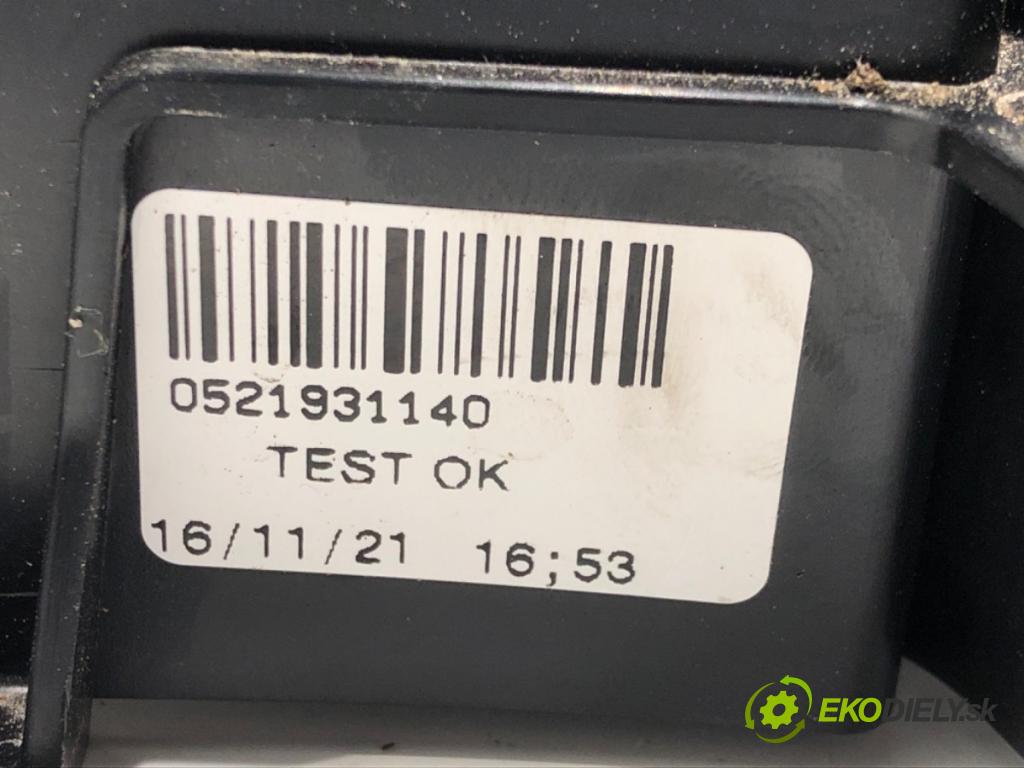 0521931140
TEST OK
16/11/21 16;53
EKODIELY.sk